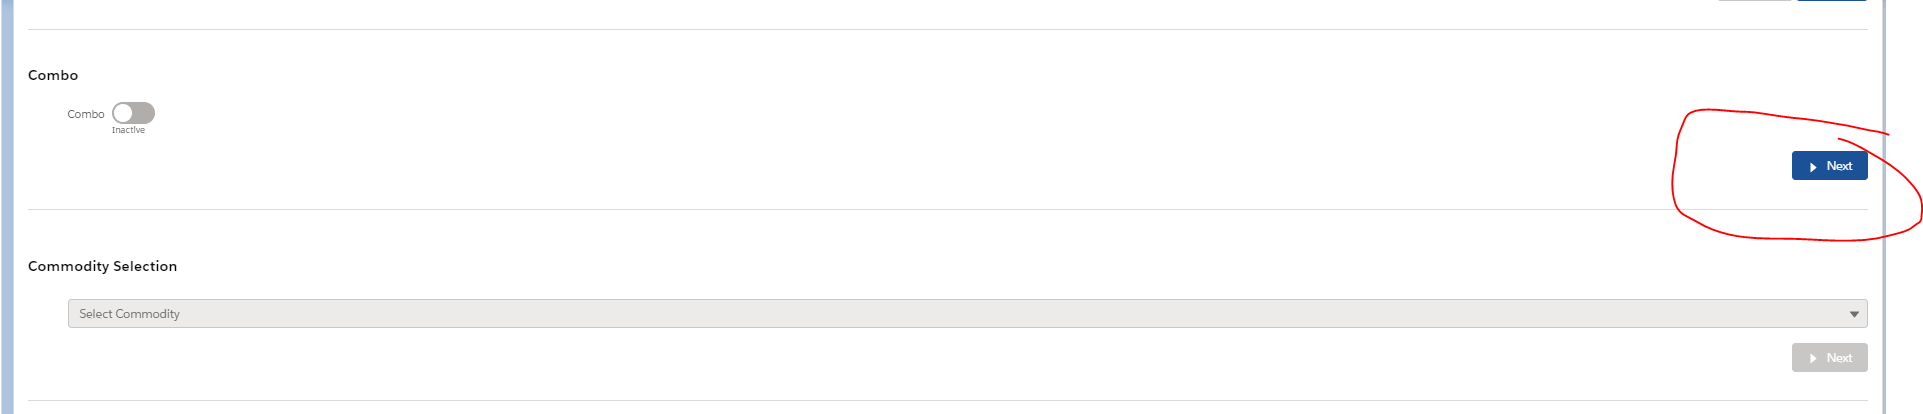 Combo
Combo
Inactive
Next
Commodity Selection
Select Commodity
Next